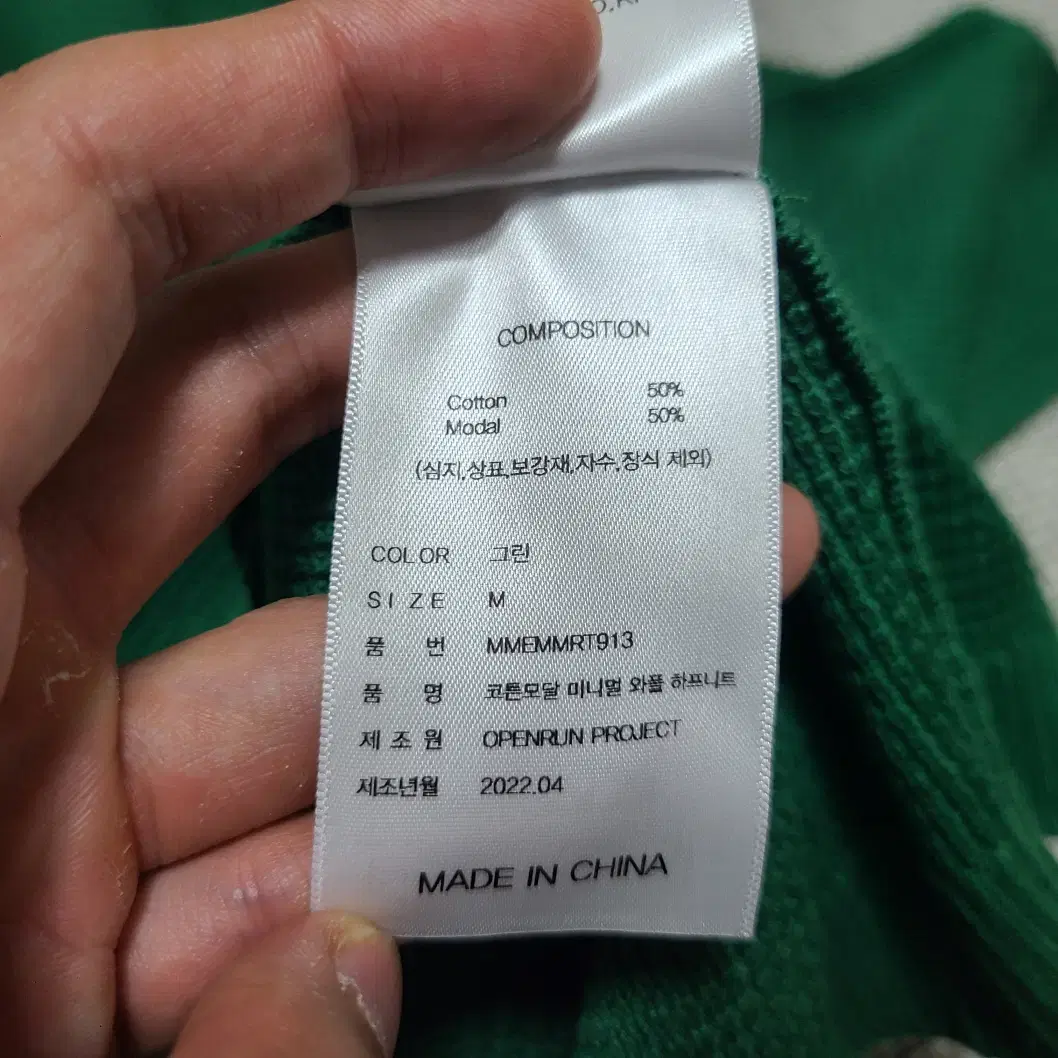 COMPOSITION
Cotton 50%
Modal 50%
(심지,상표,보강재,자수,장식 제외)
COLOR 그린
SIZE M
품 번 MMEMMRT913
품 명 코튼모달 미니멀 와플 하프니트
제 조 원 OPENRUN PROJECT
제조년월 2022.04
MADE IN CHINA